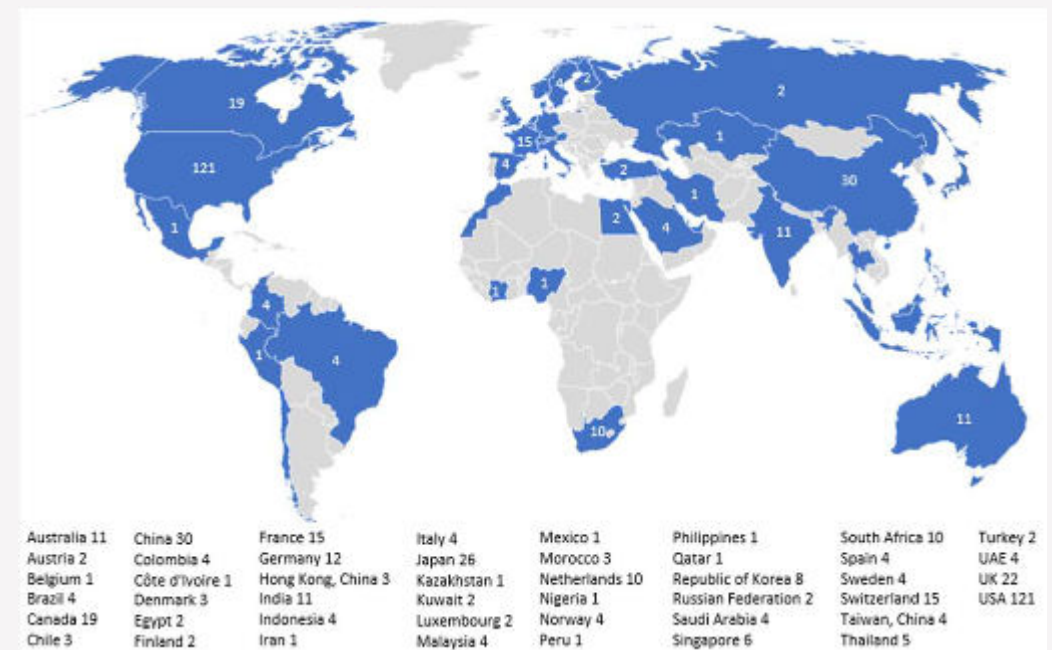 19
121
1
4
1
4
4
2
15
4
2
2
1
1
30
2
4
11
1
1
10
11
Australia 11
Austria 2
Belgium 1
Brazil 4
Canada 19
Chile 3
China 30
Colombia 4
Côte d'Ivoire 1
Denmark 3
Egypt 2
Finland 2
France 15
Germany 12
Hong Kong, China 3
India 11
Indonesia 4
Iran 1
Italy 4
Japan 26
Kazakhstan 1
Kuwait 2
Luxembourg 2
Malaysia 4
Mexico 1
Morocco 3
Netherlands 10
Nigeria 1
Norway 4
Peru 1
Philippines 1
Qatar 1
Republic of Korea 8
Russian Federation 2
Saudi Arabia 4
Singapore 6
South Africa 10
Spain 4
Sweden 4
Switzerland 15
Taiwan, China 4
Thailand 5
Turkey 2
UAE 4
UK 22
USA 121